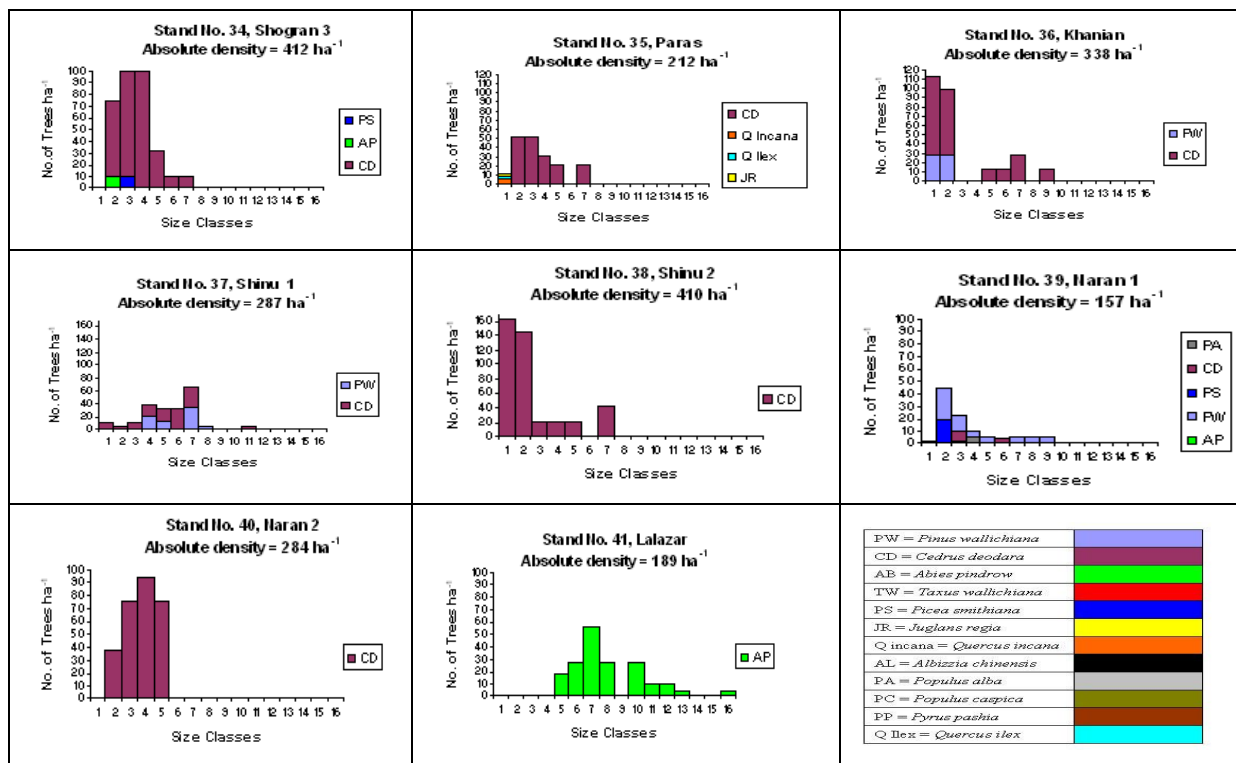 Stand No. 34, Shogran 3
Absolute density = 412 ha⁻¹
No. of Trees ha⁻¹
100
90
80
70
60
50
40
30
20
10
0
1 2 3 4 5 6 7 8 9 10 11 12 13 14 15 16
Size Classes
PS
AP
CD
Stand No. 35, Paras
Absolute density = 212 ha⁻¹
No. of Trees ha⁻¹
120
110
100
90
80
70
60
50
40
30
20
10
0
1 2 3 4 5 6 7 8 9 10 11 12 13 14 15 16
Size Classes
CD
Q Incana
Q Ilex
JR
Stand No. 36, Khanian
Absolute density = 338 ha⁻¹
No. of Trees ha⁻¹
120
110
100
90
80
70
60
50
40
30
20
10
0
1 2 3 4 5 6 7 8 9 10 11 12 13 14 15 16
Size Classes
PW
CD
Stand No. 37, Shinu 1
Absolute density = 287 ha⁻¹
No. of Trees ha⁻¹
160
140
120
100
80
60
40
20
0
1 2 3 4 5 6 7 8 9 10 11 12 13 14 15 16
Size Classes
PW
CD
Stand No. 38, Shinu 2
Absolute density = 410 ha⁻¹
No. of Trees ha⁻¹
160
140
120
100
80
60
40
20
0
1 2 3 4 5 6 7 8 9 10 11 12 13 14 15 16
Size Classes
CD
Stand No. 39, Naran 1
Absolute density = 157 ha⁻¹
No. of Trees ha⁻¹
100
90
80
70
60
50
40
30
20
10
0
1 2 3 4 5 6 7 8 9 10 11 12 13 14 15 16
Size Classes
PA
CD
PS
PW
AP
Stand No. 40, Naran 2
Absolute density = 284 ha⁻¹
No. of Trees ha⁻¹
100
90
80
70
60
50
40
30
20
10
0
1 2 3 4 5 6 7 8 9 10 11 12 13 14 15 16
Size Classes
CD
Stand No. 41, Lalazar
Absolute density = 189 ha⁻¹
No. of Trees ha⁻¹
100
90
80
70
60
50
40
30
20
10
0
1 2 3 4 5 6 7 8 9 10 11 12 13 14 15 16
Size Classes
AP
PW = Pinus wallichiana
CD = Cedrus deodara
AB = Abies pindrow
TW = Taxus wallichiana
PS = Picea smithiana
JR = Juglans regia
Q incana = Quercus incana
AL = Albizzia chinensis
PA = Populus alba
PC = Populus caspica
PP = Pyrus pashia
Q Ilex = Quercus ilex